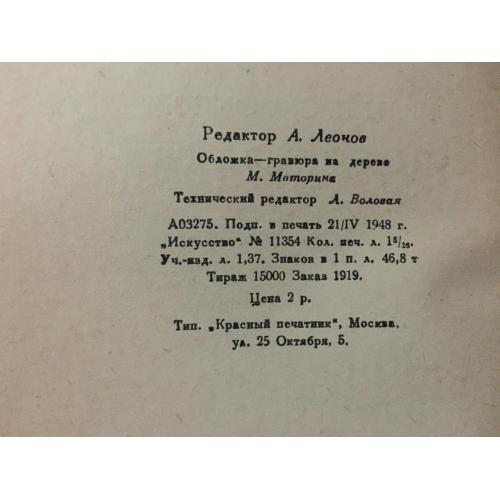 Редактор А. Леонов
Обложка—гравюра на дереве
М. Маторина
Технический редактор Л. Воловая
А03275. Подп. в печать 21/IV 1948 г.
„Искусство" № 11354 Кол. печ. л. 1⁵/₁₆.
Уч.-изд. л. 1,37. Знаков в 1 п. л. 46,8 т
Тираж 15000 Заказ 1919.
Цена 2 р.
Тип. „Красный печатник", Москва,
ул. 25 Октября, 5.